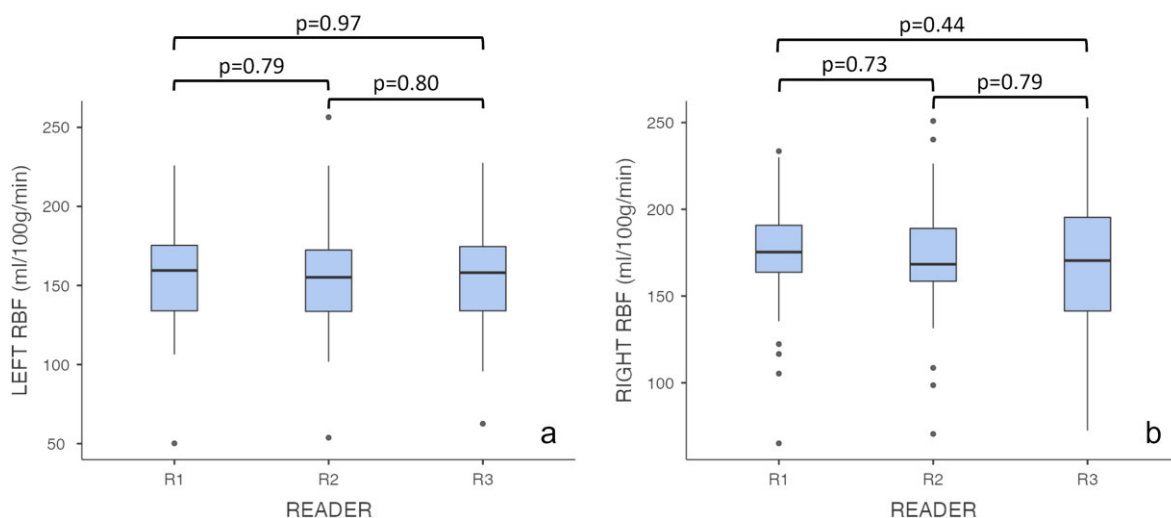 p=0.97
p=0.79
p=0.80
LEFT RBF (ml/100g/min)
250
200
150
100
50
R1
R2
R3
READER
a
p=0.44
p=0.73
p=0.79
RIGHT RBF (ml/100g/min)
250
200
150
100
R1
R2
R3
READER
b